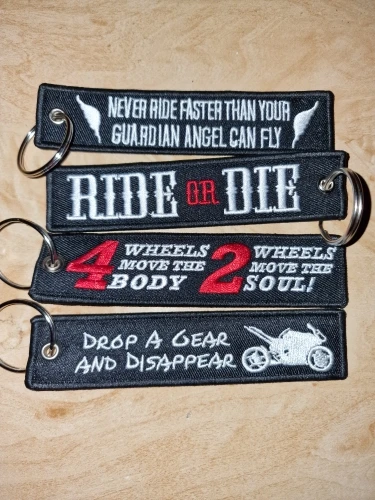 NEVER RIDE FASTER THAN YOUR
GUARDIAN ANGEL CAN FLY
RIDE OR DIE
4 WHEELS MOVE THE BODY
2 WHEELS MOVE THE SOUL!
DROP A GEAR
AND DISAPPEAR